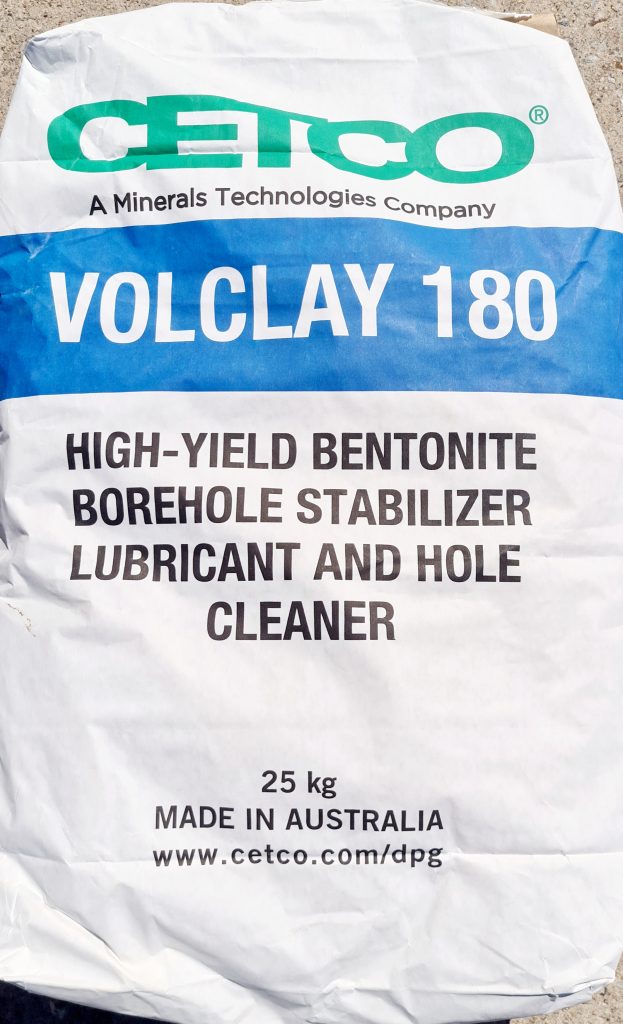 CETCO®
A Minerals Technologies Company
VOLCLAY 180
HIGH-YIELD BENTONITE
BOREHOLE STABILIZER
LUBRICANT AND HOLE
CLEANER
25 kg
MADE IN AUSTRALIA
www.cetco.com/dpg